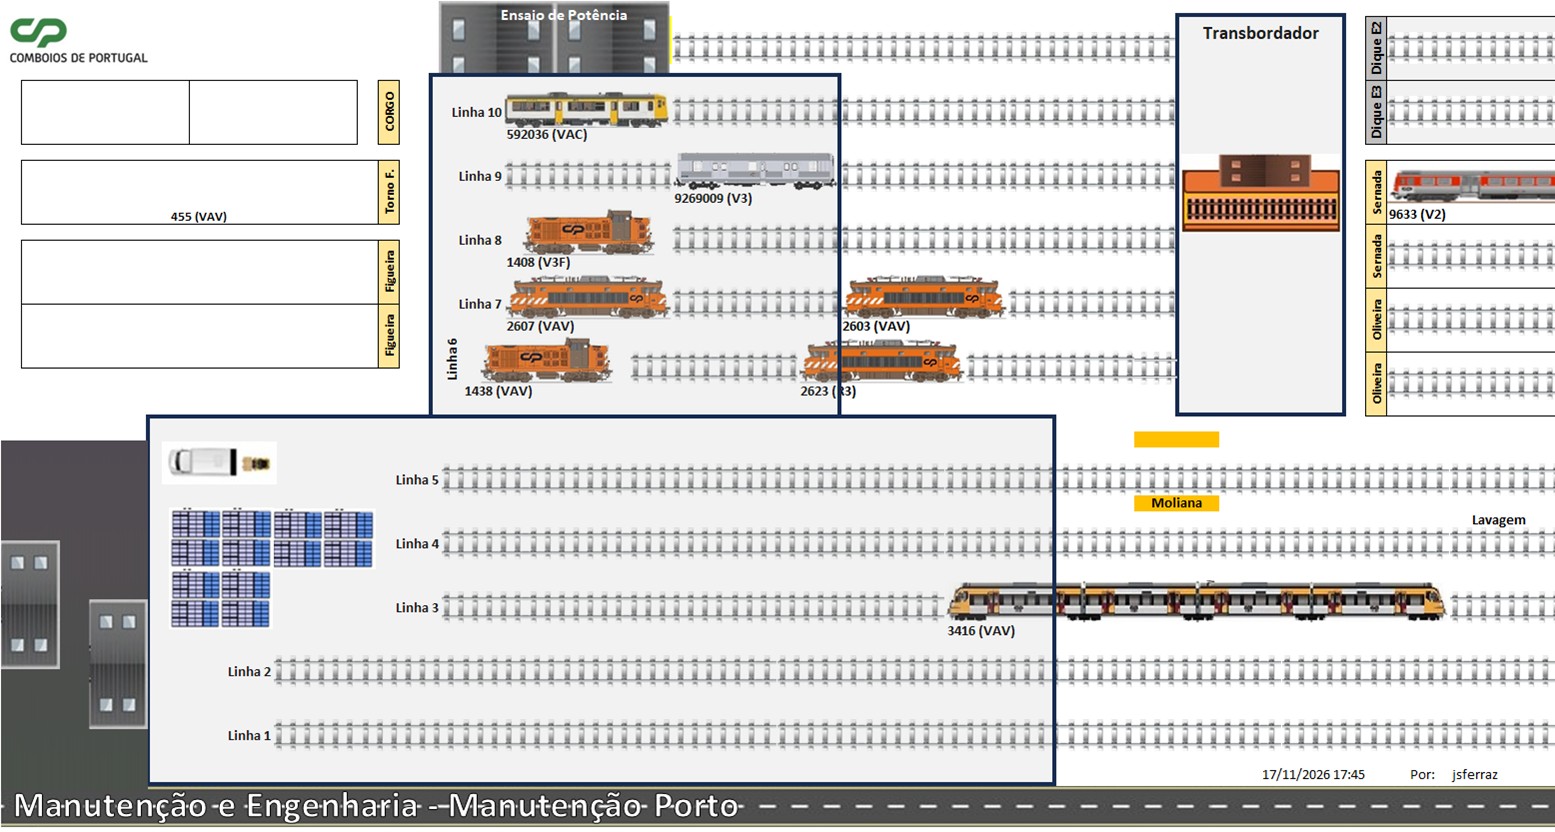 Ensaio de Potência
Transbordador
COMBOIOS DE PORTUGAL
Dique E2
Dique E3
CORGO
Linha 10
592036 (VAC)
Torno F.
455 (VAV)
Linha 9
9269009 (V3)
Sernada
9633 (V2)
Linha 8
1408 (V3F)
Sernada
Figueira
Linha 7
2607 (VAV)
2603 (VAV)
Oliveira
Figueira
Linha 6
1438 (VAV)
2623 (R3)
Oliveira
Linha 5
Moliana
Lavagem
Linha 4
Linha 3
3416 (VAV)
Linha 2
Linha 1
17/11/2026 17:45 Por: jsferraz
Manutenção e Engenharia - Manutenção Porto